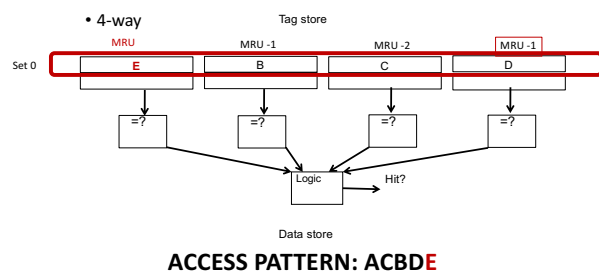 • 4-way
Tag store
MRU
MRU -1
MRU -2
MRU -1
Set 0
E
B
C
D
=?
=?
=?
=?
Logic
Hit?
Data store
ACCESS PATTERN: ACBDE